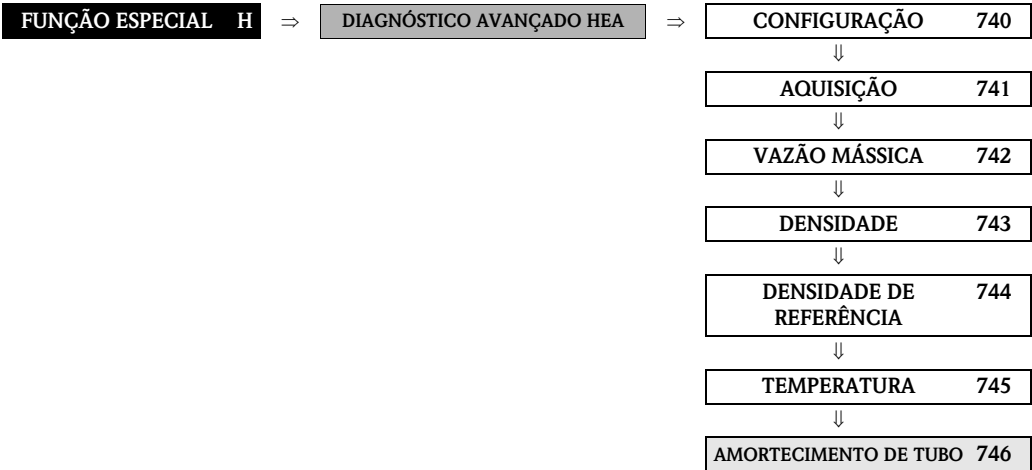 FUNÇÃO ESPECIAL H ⇒ DIAGNÓSTICO AVANÇADO HEA ⇒ CONFIGURAÇÃO 740
⇓
AQUISIÇÃO 741
⇓
VAZÃO MÁSSICA 742
⇓
DENSIDADE 743
⇓
DENSIDADE DE 744
REFERÊNCIA
⇓
TEMPERATURA 745
⇓
AMORTECIMENTO DE TUBO 746